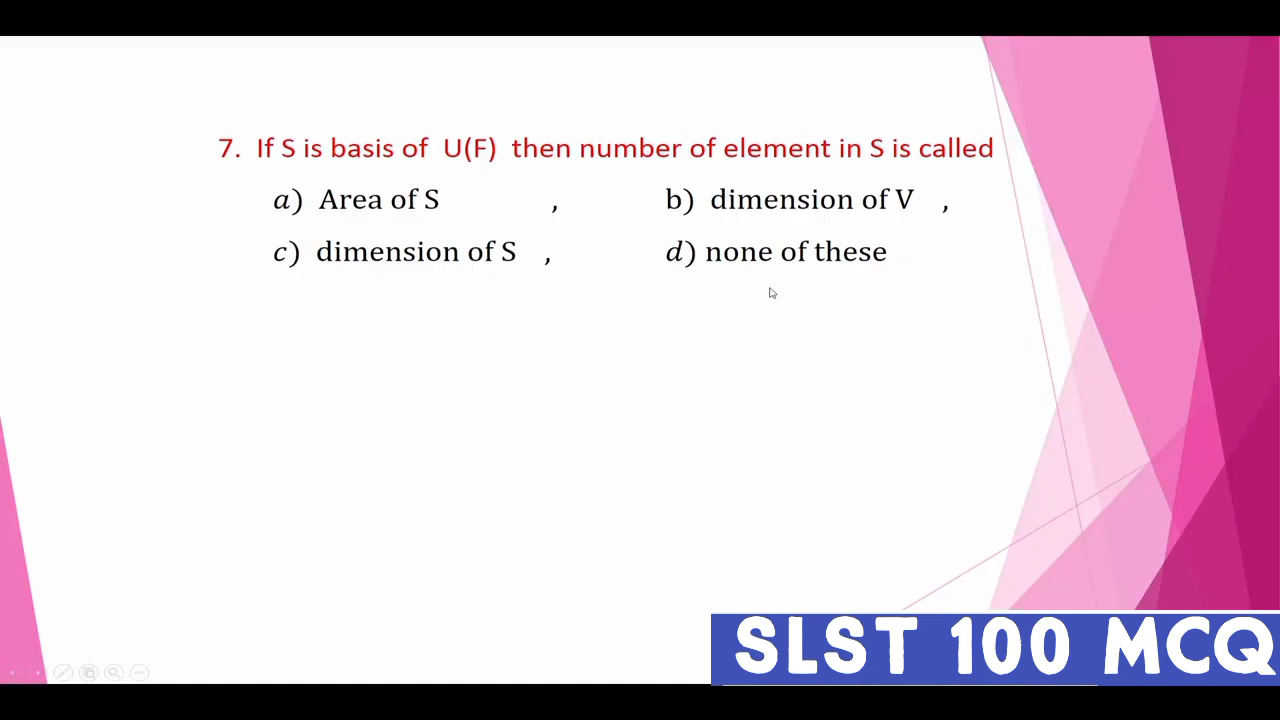 7. If S is basis of U(F) then number of element in S is called
a) Area of S , b) dimension of V ,
c) dimension of S , d) none of these
SLST 100 MCQ